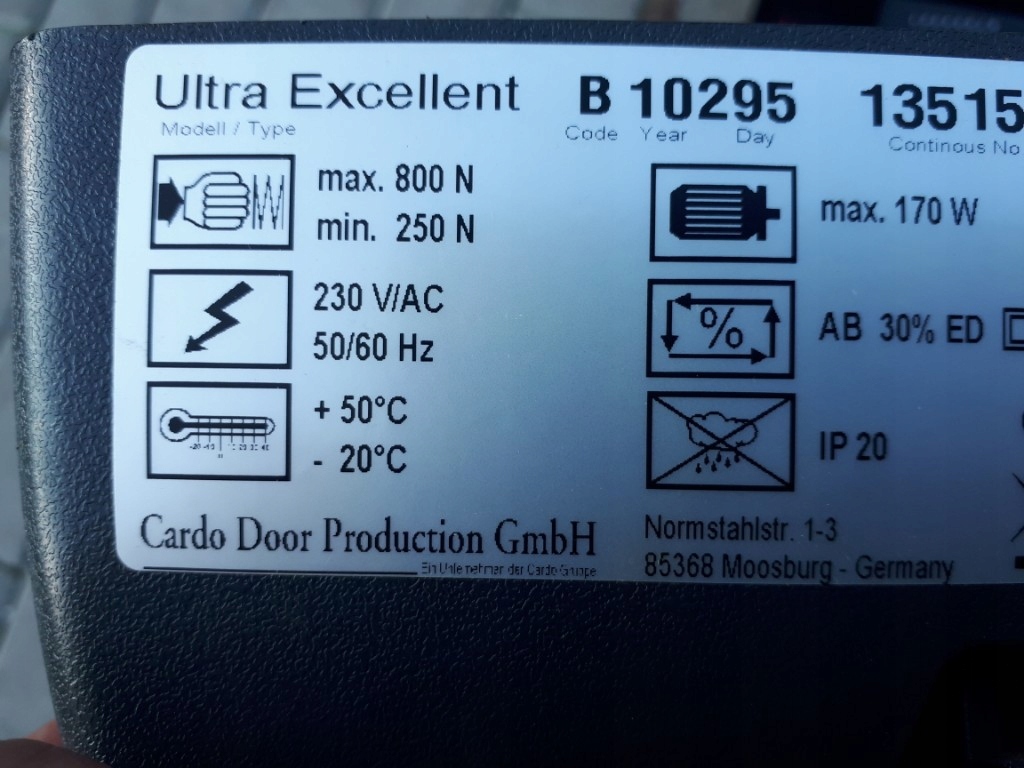 Ultra Excellent B 10295 13515
Modell / Type Code Year Day Continous No
max. 800 N
min. 250 N
max. 170 W
230 V/AC
50/60 Hz
AB 30% ED
+ 50°C
- 20°C
IP 20
Cardo Door Production GmbH
Ein Unternehmen der Cardo Gruppe
Normstahlstr. 1-3
85368 Moosburg - Germany